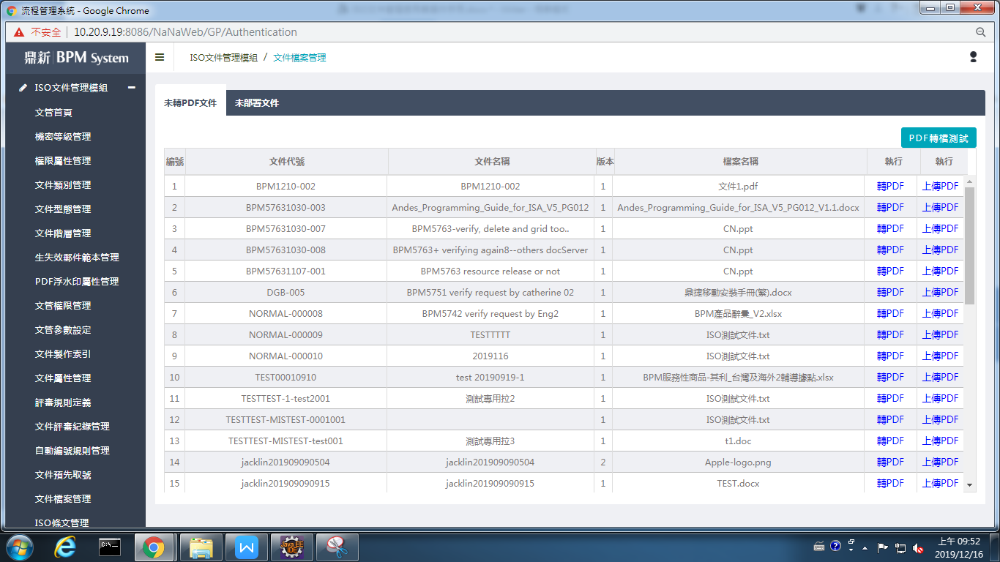 流程管理系統 - Google Chrome
不安全 10.20.9.19:8086/NaNaWeb/GP/Authentication
鼎新 BPM System
ISO文件管理模組 / 文件檔案管理
ISO文件管理模組
文管首頁
機密等級管理
權限屬性管理
文件類別管理
文件型態管理
文件階層管理
生失效郵件範本管理
PDF浮水印屬性管理
文管權限管理
文管參數設定
文件製作索引
文件屬性管理
評審規則定義
文件評審紀錄管理
自動編號規則管理
文件預先取號
文件檔案管理
ISO條文管理
未轉PDF文件 未部署文件
PDF轉檔測試
編號 文件代號 文件名稱 版本 檔案名稱 執行 執行
1 BPM1210-002 BPM1210-002 1 文件1.pdf 轉PDF 上傳PDF
2 BPM57631030-003 Andes_Programming_Guide_for_ISA_V5_PG012 1 Andes_Programming_Guide_for_ISA_V5_PG012_V1.1.docx 轉PDF 上傳PDF
3 BPM57631030-007 BPM5763-verify, delete and grid too.. 1 CN.ppt 轉PDF 上傳PDF
4 BPM57631030-008 BPM5763+ verifying again8--others docServer 1 CN.ppt 轉PDF 上傳PDF
5 BPM57631107-001 BPM5763 resource release or not 1 CN.ppt 轉PDF 上傳PDF
6 DGB-005 BPM5751 verify request by catherine 02 1 鼎捷移動安裝手冊(繁).docx 轉PDF 上傳PDF
7 NORMAL-000008 BPM5742 verify request by Eng2 1 BPM產品辭彙_V2.xlsx 轉PDF 上傳PDF
8 NORMAL-000009 TESTTTTT 1 ISO測試文件.txt 轉PDF 上傳PDF
9 NORMAL-000010 2019116 1 ISO測試文件.txt 轉PDF 上傳PDF
10 TEST00010910 test 20190919-1 1 BPM服務性商品-其利_台灣及海外2輔導據點.xlsx 轉PDF 上傳PDF
11 TESTTEST-1-test2001 測試專用拉2 1 ISO測試文件.txt 轉PDF 上傳PDF
12 TESTTEST-MISTEST-0001001 1 ISO測試文件.txt 轉PDF 上傳PDF
13 TESTTEST-MISTEST-test001 測試專用拉3 1 t1.doc 轉PDF 上傳PDF
14 jacklin201909090504 jacklin201909090504 2 Apple-logo.png 轉PDF 上傳PDF
15 jacklin201909090915 jacklin201909090915 1 TEST.docx 轉PDF 上傳PDF
Java EE
IDE
上午 09:52
2019/12/16